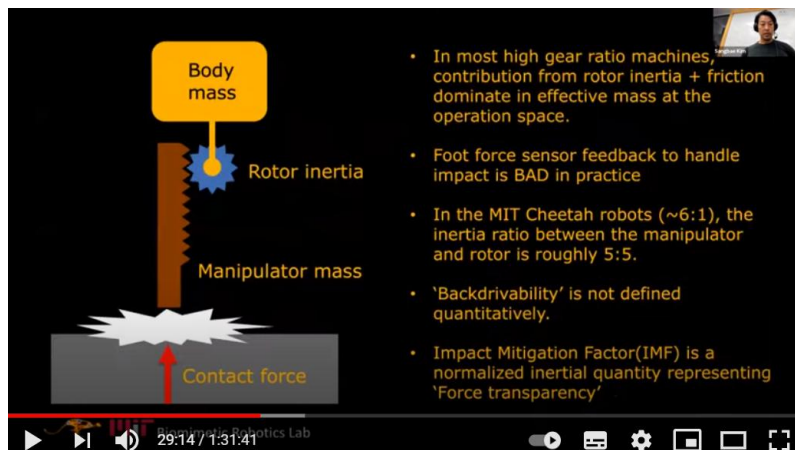 Body
mass
Rotor inertia
Manipulator mass
Contact force
• In most high gear ratio machines,
contribution from rotor inertia + friction
dominate in effective mass at the
operation space.
• Foot force sensor feedback to handle
impact is BAD in practice
• In the MIT Cheetah robots (~6:1), the
inertia ratio between the manipulator
and rotor is roughly 5:5.
• ‘Backdrivability’ is not defined
quantitatively.
• Impact Mitigation Factor(IMF) is a
normalized inertial quantity representing
‘Force transparency’
Sangbae Kim
MIT Biomimetic Robotics Lab
29:14 / 1:31:41